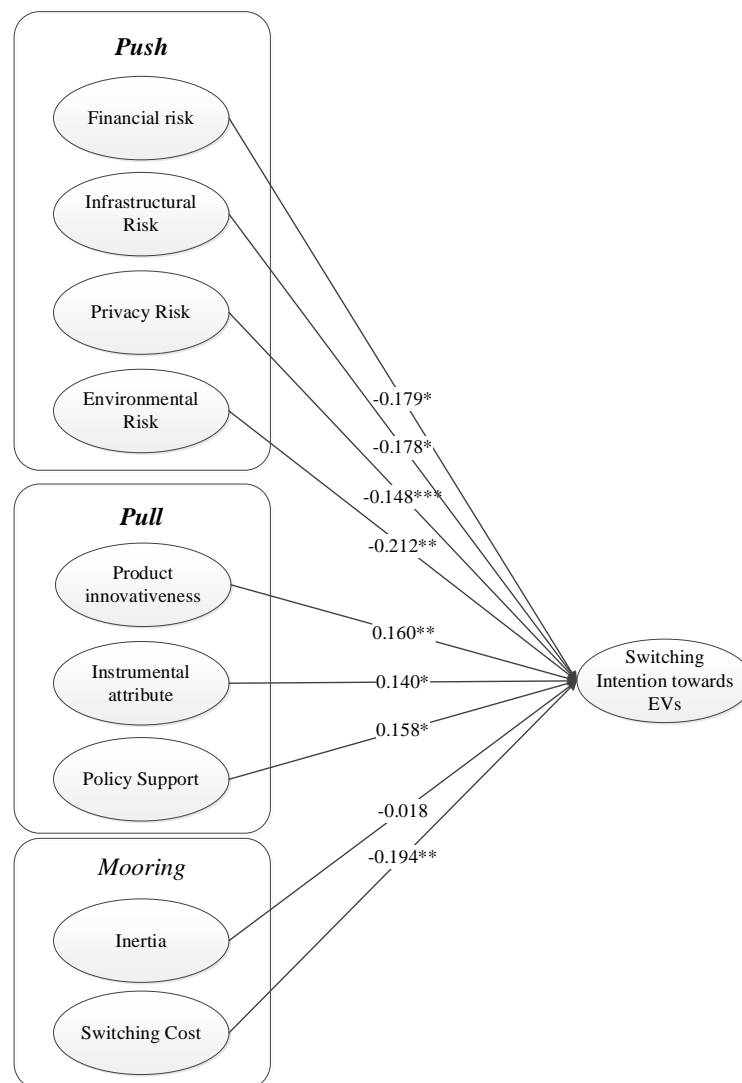 Push
Financial risk
Infrastructural
Risk
Privacy Risk
Environmental
Risk
-0.179*
-0.178*
-0.148***
-0.212**
Pull
Product
innovativeness
Instrumental
attribute
Policy Support
0.160**
0.140*
0.158*
Switching
Intention towards
EVs
Mooring
Inertia
Switching Cost
-0.018
-0.194**